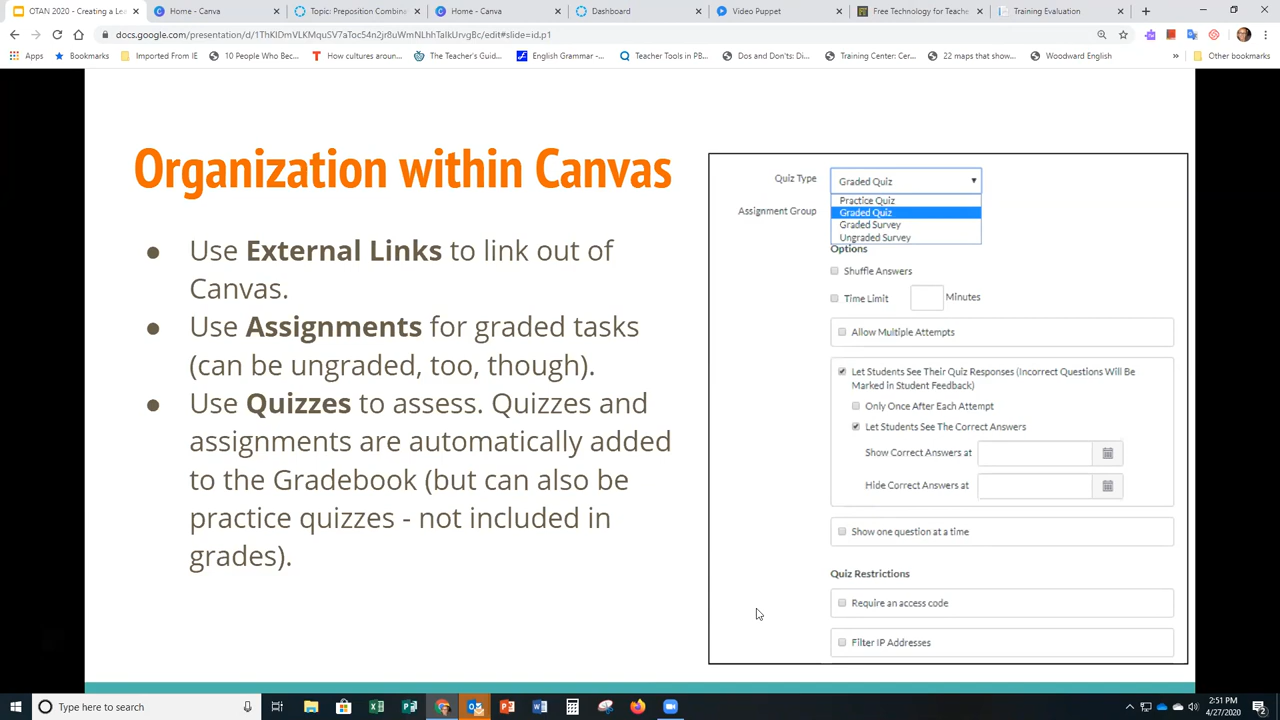 OTAN 2020 - Creating a Le
Home - Canva
Topic: Preposition Combina
Home - Canva
Dashboard
Video Puppet
Free Technology for Teache
Training Evaluation
docs.google.com/presentation/d/1ThKIDmVLKMquSV7aToc54n2jr8uWmNLhhTaIkUrvgBc/edit#slide=id.p1
Apps
Bookmarks
Imported From IE
10 People Who Bec...
How cultures aroun...
The Teacher's Guid...
English Grammar -...
Teacher Tools in PB...
Dos and Don'ts: Di...
Training Center: Cer...
22 maps that show...
Woodward English
»
Other bookmarks
Organization within Canvas
● Use External Links to link out of
Canvas.
● Use Assignments for graded tasks
(can be ungraded, too, though).
● Use Quizzes to assess. Quizzes and
assignments are automatically added
to the Gradebook (but can also be
practice quizzes - not included in
grades).
Quiz Type
Graded Quiz
Practice Quiz
Graded Quiz
Graded Survey
Ungraded Survey
Assignment Group
Options
Shuffle Answers
Time Limit Minutes
Allow Multiple Attempts
Let Students See Their Quiz Responses (Incorrect Questions Will Be
Marked in Student Feedback)
Only Once After Each Attempt
Let Students See The Correct Answers
Show Correct Answers at
Hide Correct Answers at
Show one question at a time
Quiz Restrictions
Require an access code
Filter IP Addresses
Type here to search
2:51 PM
4/27/2020